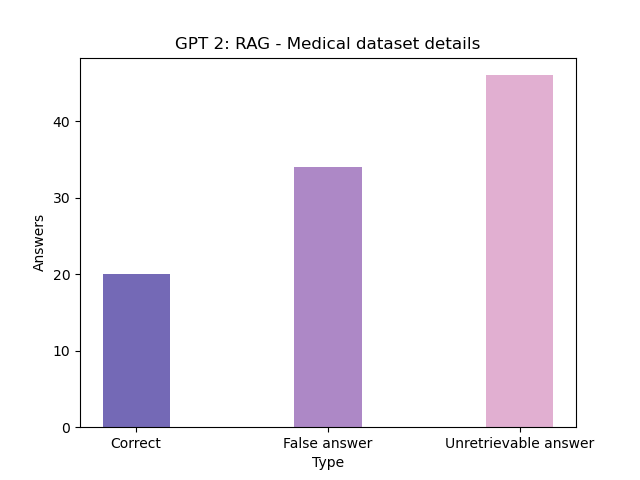 GPT 2: RAG - Medical dataset details
Answers
40
30
20
10
0
Correct False answer Unretrievable answer
Type